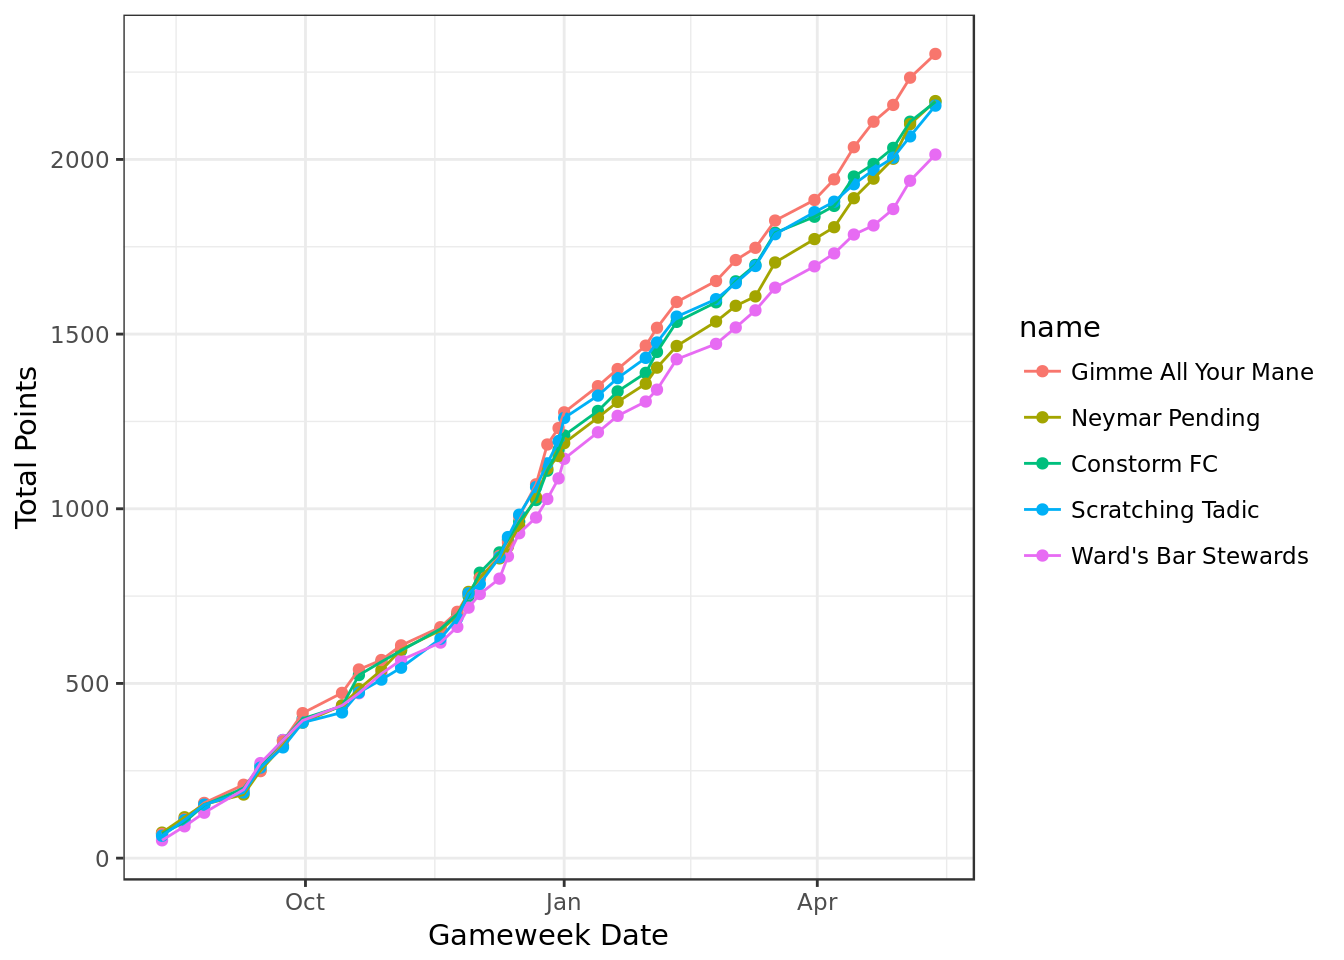 2000
1500
1000
500
0
Total Points
Oct
Jan
Apr
Gameweek Date
name
Gimme All Your Mane
Neymar Pending
Constorm FC
Scratching Tadic
Ward's Bar Stewards